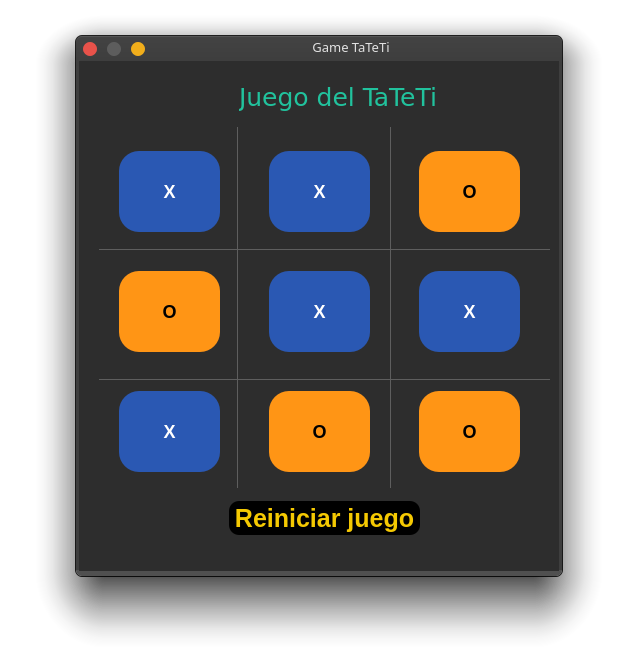 Game TaTeTi
Juego del TaTeTi
X X O
O X X
X O O
Reiniciar juego